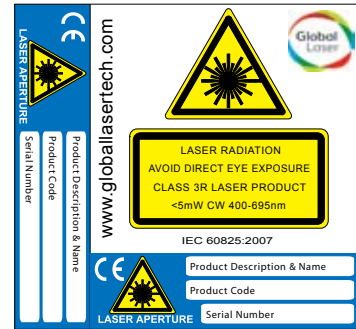 CE
LASER APERTURE
Product Description & Name
Product Code
Serial Number
www.globallasertech.com
Global
Laser
LASER RADIATION
AVOID DIRECT EYE EXPOSURE
CLASS 3R LASER PRODUCT
<5mW CW 400-695nm
IEC 60825:2007
CE
LASER APERTURE
Product Description & Name
Product Code
Serial Number